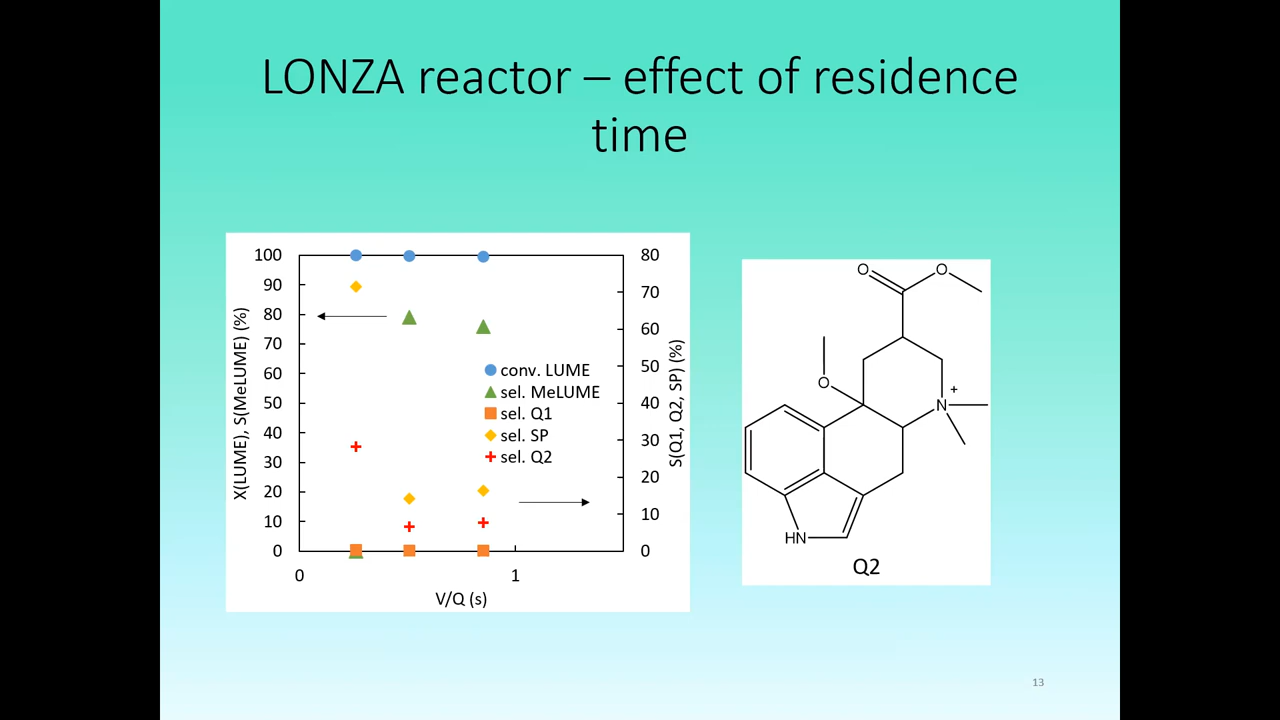 LONZA reactor – effect of residence
time
100
90
80
70
60
50
40
30
20
10
0
X(LUME), S(MeLUME) (%)
0
1
V/Q (s)
80
70
60
50
40
30
20
10
0
S(Q1, Q2, SP) (%)
conv. LUME
sel. MeLUME
sel. Q1
sel. SP
sel. Q2
O
O
O
+
N
HN
Q2
13